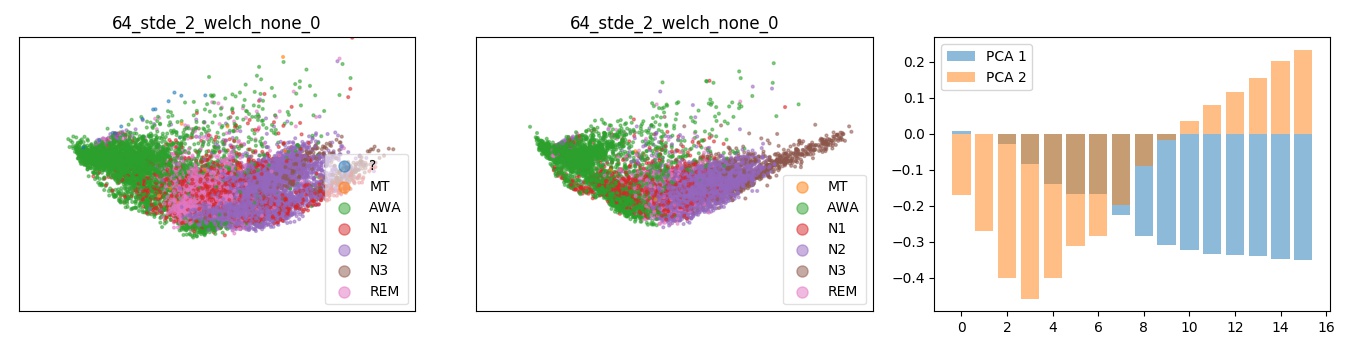 64_stde_2_welch_none_0
?
MT
AWA
N1
N2
N3
REM
64_stde_2_welch_none_0
MT
AWA
N1
N2
N3
REM
PCA 1
PCA 2
0.2
0.1
0.0
−0.1
−0.2
−0.3
−0.4
0 2 4 6 8 10 12 14 16